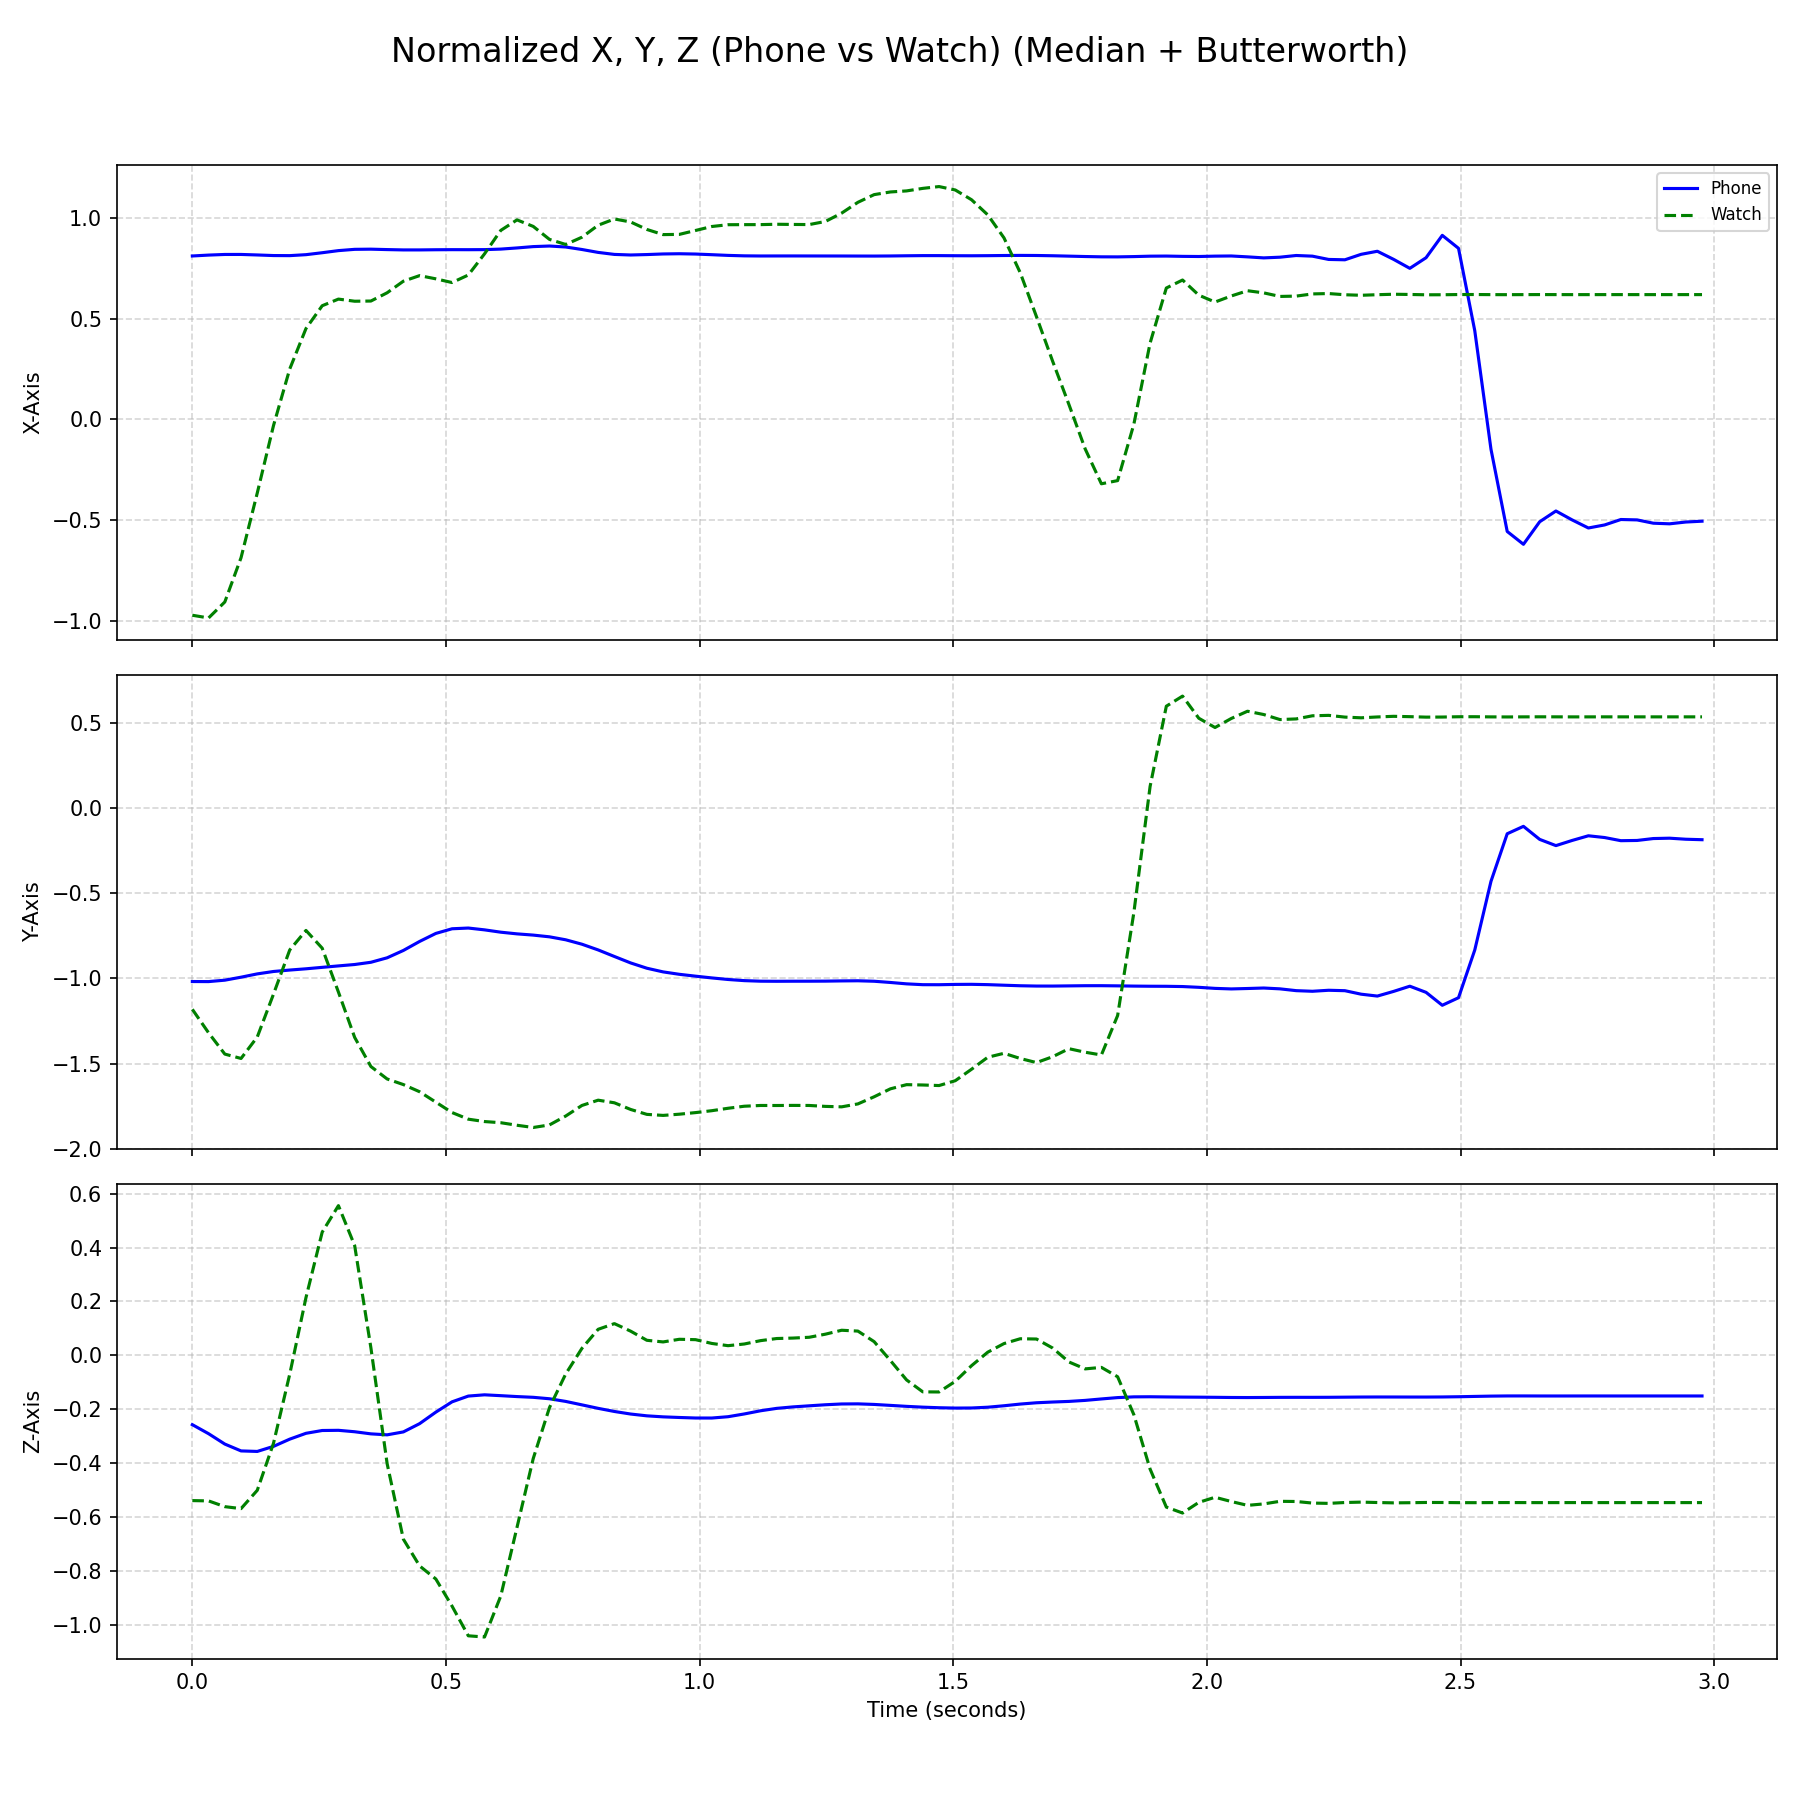 Normalized X, Y, Z (Phone vs Watch) (Median + Butterworth)
Phone
Watch
X-Axis
1.0
0.5
0.0
−0.5
−1.0
Y-Axis
0.5
0.0
−0.5
−1.0
−1.5
−2.0
Z-Axis
0.6
0.4
0.2
0.0
−0.2
−0.4
−0.6
−0.8
−1.0
0.0 0.5 1.0 1.5 2.0 2.5 3.0
Time (seconds)